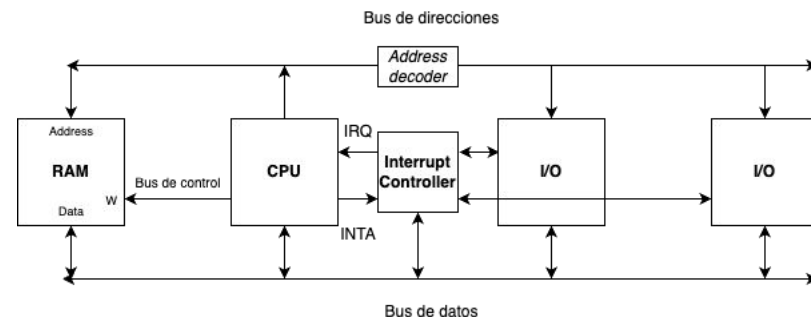 Bus de direcciones
Address
decoder
Address
RAM
W
Data
Bus de control
CPU
IRQ
INTA
Interrupt
Controller
I/O
I/O
Bus de datos